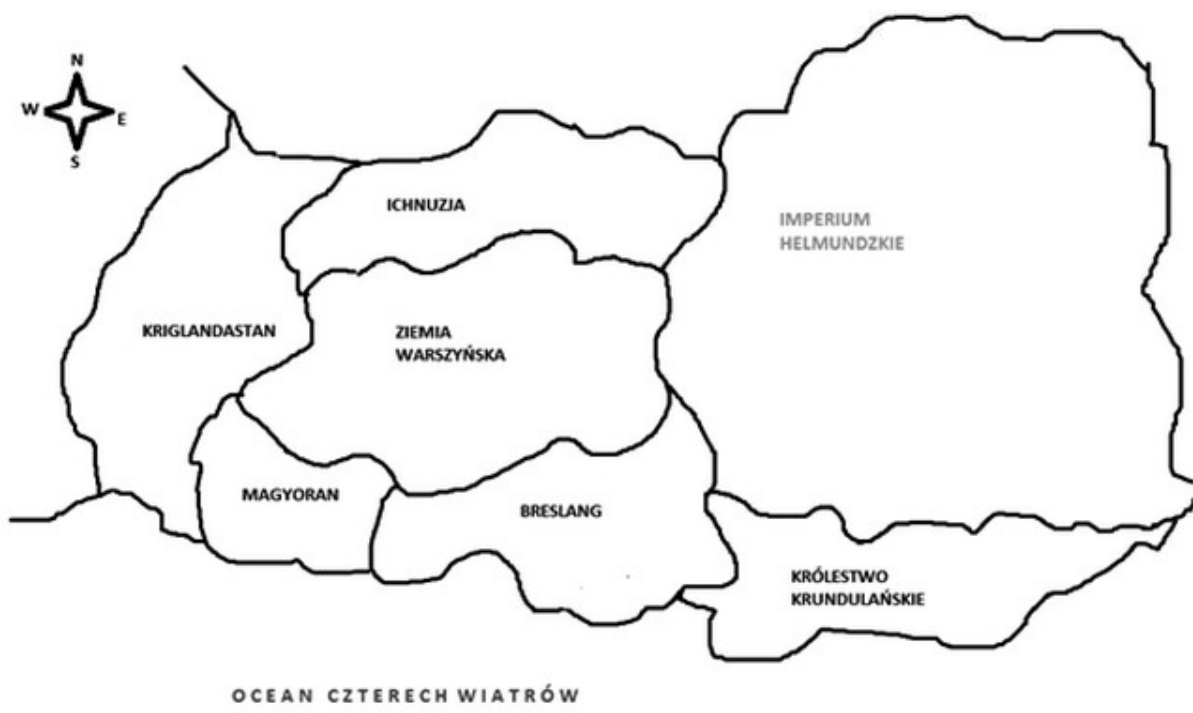 N
W
E
S
ICHNUZJA
IMPERIUM
HELMUNDZKIE
KRIGLANDASTAN
ZIEMIA
WARSZYŃSKA
MAGYORAN
BRESLANG
KRÓLESTWO
KRUNDULAŃSKIE
OCEAN CZTERECH WIATRÓW